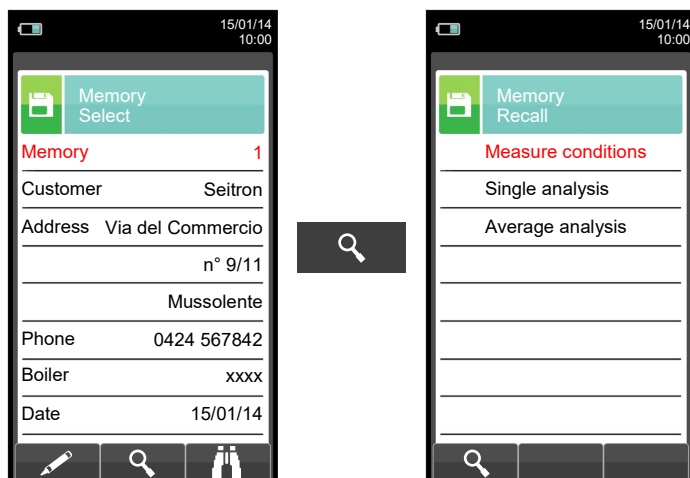 15/01/14
10:00
Memory
Select
Memory 1
Customer Seitron
Address Via del Commercio
n° 9/11
Mussolente
Phone 0424 567842
Boiler xxxx
Date 15/01/14
15/01/14
10:00
Memory
Recall
Measure conditions
Single analysis
Average analysis